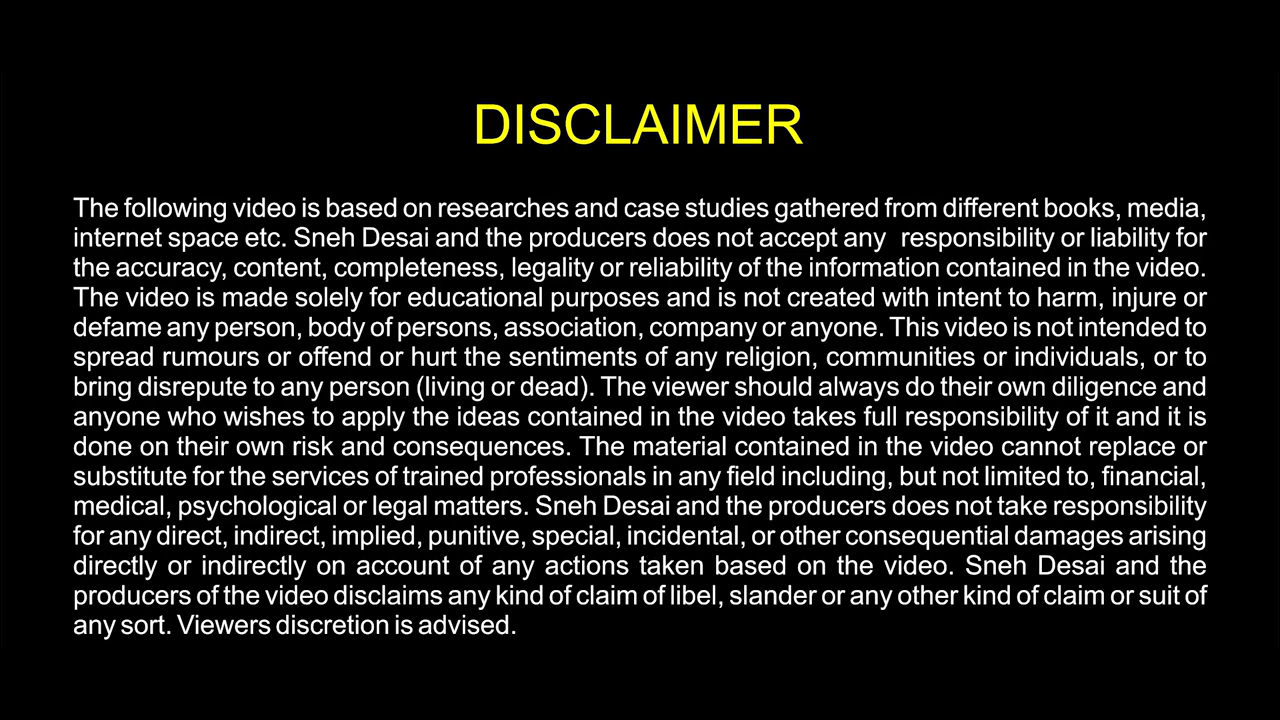 DISCLAIMER
The following video is based on researches and case studies gathered from different books, media,
internet space etc. Sneh Desai and the producers does not accept any  responsibility or liability for
the accuracy, content, completeness, legality or reliability of the information contained in the video.
The video is made solely for educational purposes and is not created with intent to harm, injure or
defame any person, body of persons, association, company or anyone. This video is not intended to
spread rumours or offend or hurt the sentiments of any religion, communities or individuals, or to
bring disrepute to any person (living or dead). The viewer should always do their own diligence and
anyone who wishes to apply the ideas contained in the video takes full responsibility of it and it is
done on their own risk and consequences. The material contained in the video cannot replace or
substitute for the services of trained professionals in any field including, but not limited to, financial,
medical, psychological or legal matters. Sneh Desai and the producers does not take responsibility
for any direct, indirect, implied, punitive, special, incidental, or other consequential damages arising
directly or indirectly on account of any actions taken based on the video. Sneh Desai and the
producers of the video disclaims any kind of claim of libel, slander or any other kind of claim or suit of
any sort. Viewers discretion is advised.